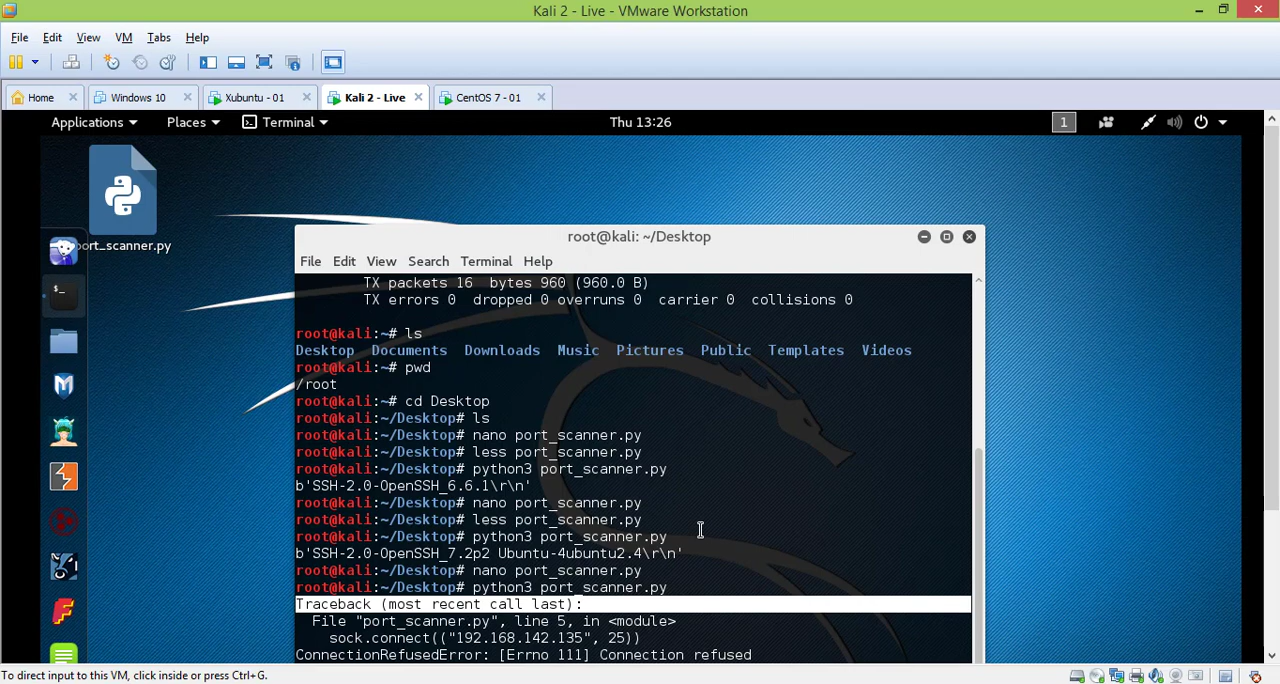 Kali 2 - Live - VMware Workstation
File Edit View VM Tabs Help
Home Windows 10 Xubuntu - 01 Kali 2 - Live CentOS 7 - 01
Applications Places Terminal Thu 13:26 1
port_scanner.py
root@kali: ~/Desktop
File Edit View Search Terminal Help
TX packets 16 bytes 960 (960.0 B)
TX errors 0 dropped 0 overruns 0 carrier 0 collisions 0
root@kali:~# ls
Desktop Documents Downloads Music Pictures Public Templates Videos
root@kali:~# pwd
/root
root@kali:~# cd Desktop
root@kali:~/Desktop# ls
root@kali:~/Desktop# nano port_scanner.py
root@kali:~/Desktop# less port_scanner.py
root@kali:~/Desktop# python3 port_scanner.py
b'SSH-2.0-OpenSSH_6.6.1\r\n'
root@kali:~/Desktop# nano port_scanner.py
root@kali:~/Desktop# less port_scanner.py
root@kali:~/Desktop# python3 port_scanner.py
b'SSH-2.0-OpenSSH_7.2p2 Ubuntu-4ubuntu2.4\r\n'
root@kali:~/Desktop# nano port_scanner.py
root@kali:~/Desktop# python3 port_scanner.py
Traceback (most recent call last):
File "port_scanner.py", line 5, in <module>
sock.connect(("192.168.142.135", 25))
ConnectionRefusedError: [Errno 111] Connection refused
To direct input to this VM, click inside or press Ctrl+G.